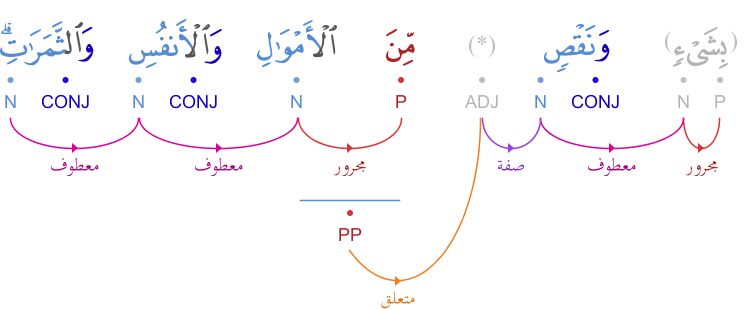 (بِشَىْءٍ) وَنَقْصٍ (*) مِّنَ ٱلْأَمْوَٰلِ وَٱلْأَنفُسِ وَٱلثَّمَرَٰتِ ۗ
P N CONJ N ADJ P N CONJ N CONJ N
مجرور معطوف صفة مجرور معطوف معطوف
PP
متعلق